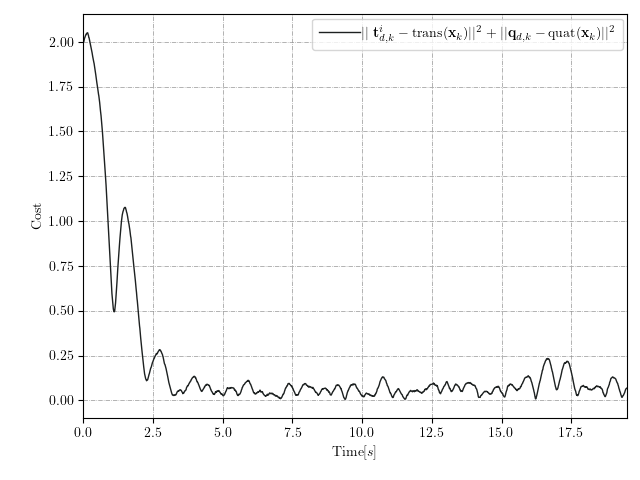 || t^i_{d,k} − trans(x_k)||^2 + ||q_{d,k} − quat(x_k)||^2
2.00
1.75
1.50
1.25
1.00
0.75
0.50
0.25
0.00
Cost
0.0 2.5 5.0 7.5 10.0 12.5 15.0 17.5
Time[s]